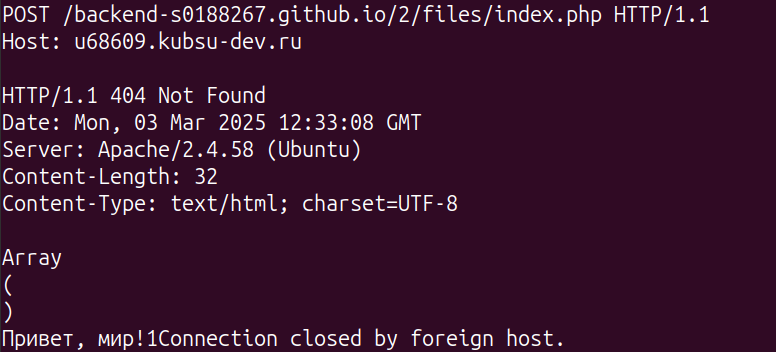 POST /backend-s0188267.github.io/2/files/index.php HTTP/1.1
Host: u68609.kubsu-dev.ru
HTTP/1.1 404 Not Found
Date: Mon, 03 Mar 2025 12:33:08 GMT
Server: Apache/2.4.58 (Ubuntu)
Content-Length: 32
Content-Type: text/html; charset=UTF-8
Array
(
)
Привет, мир!1Connection closed by foreign host.